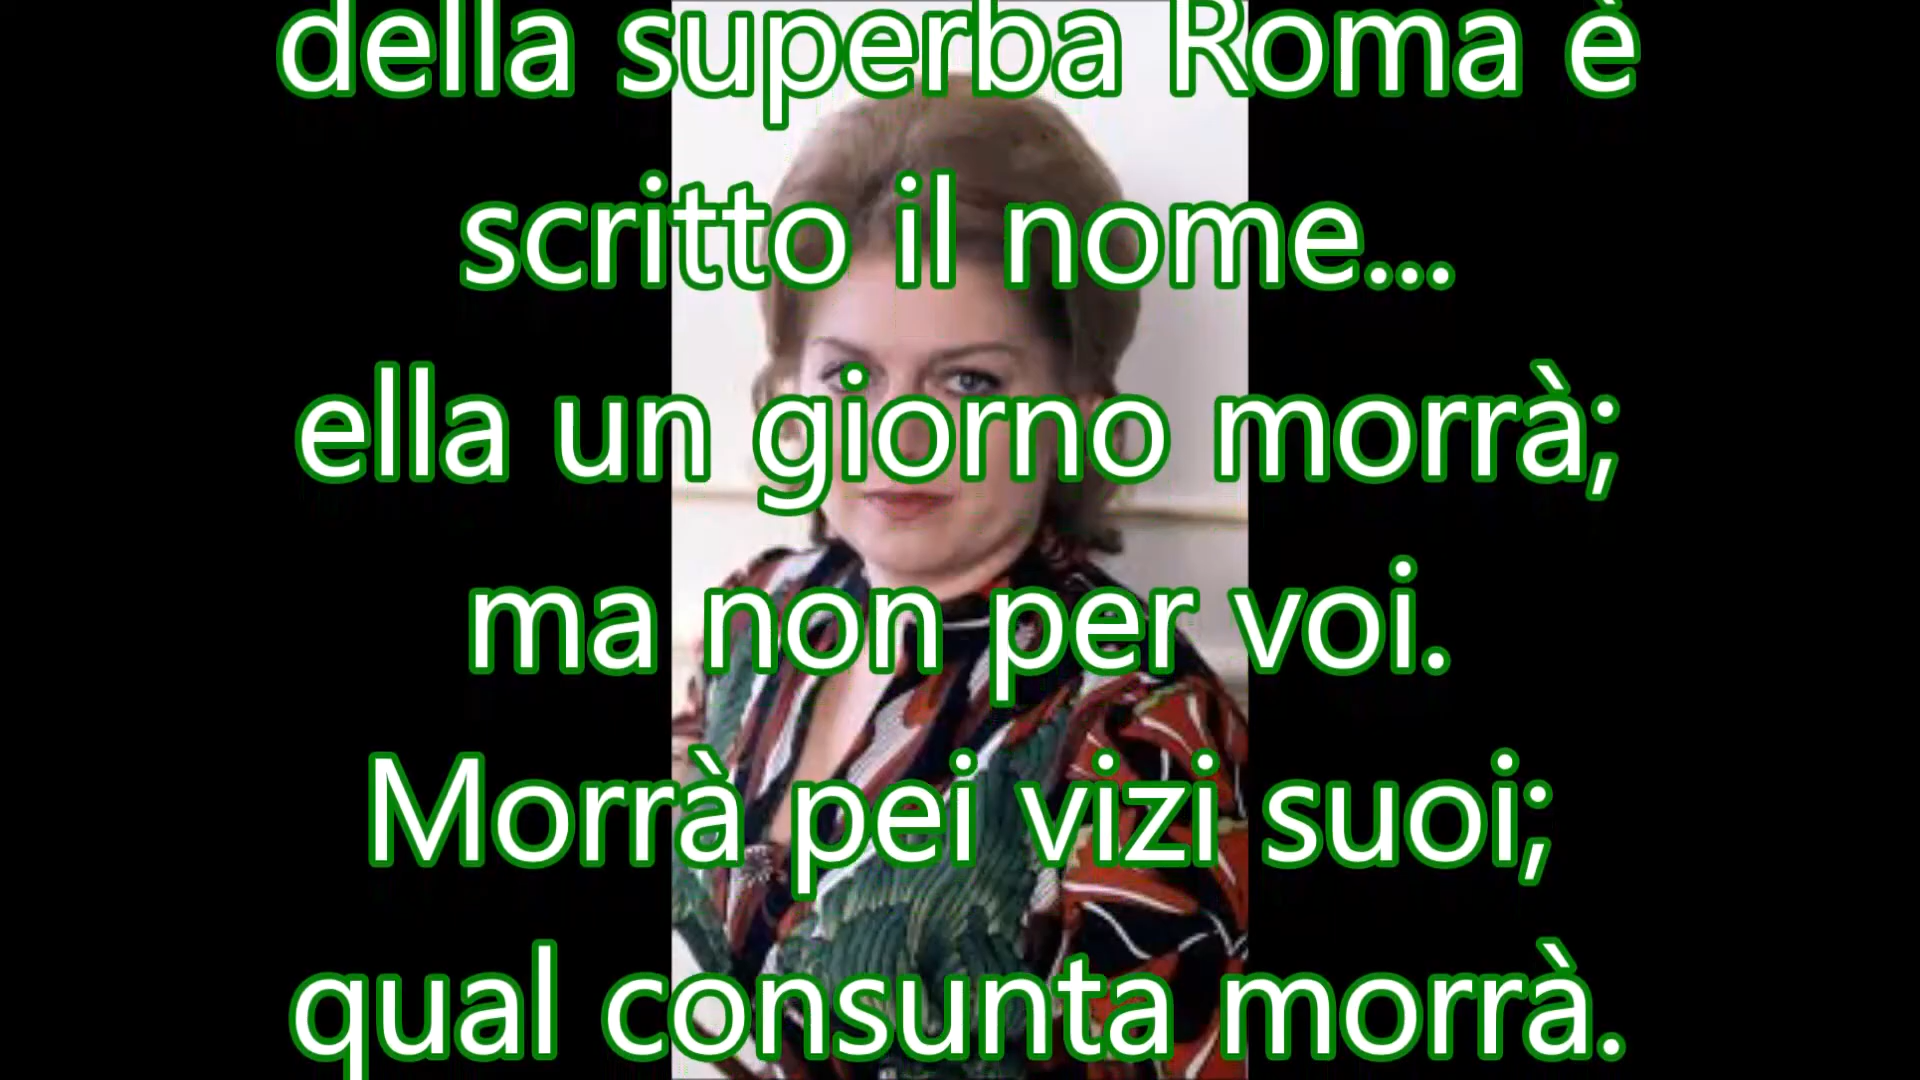 della superba Roma è
scritto il nome...
ella un giorno morrà;
ma non per voi.
Morrà pei vizi suoi;
qual consunta morrà.